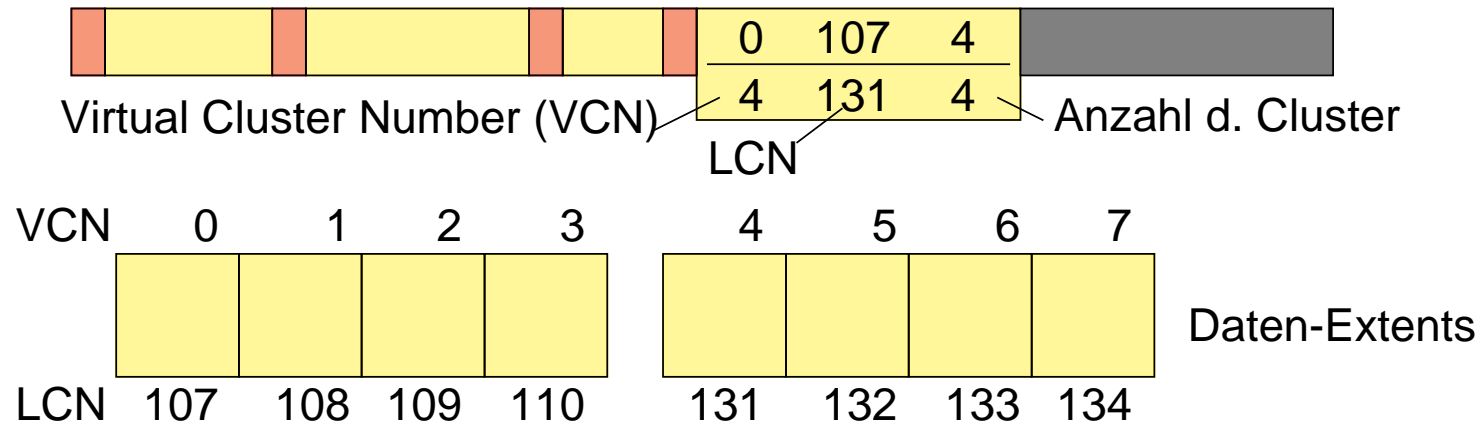 0 107 4
4 131 4
Virtual Cluster Number (VCN)
Anzahl d. Cluster
LCN
VCN 0 1 2 3 4 5 6 7
Daten-Extents
LCN 107 108 109 110 131 132 133 134